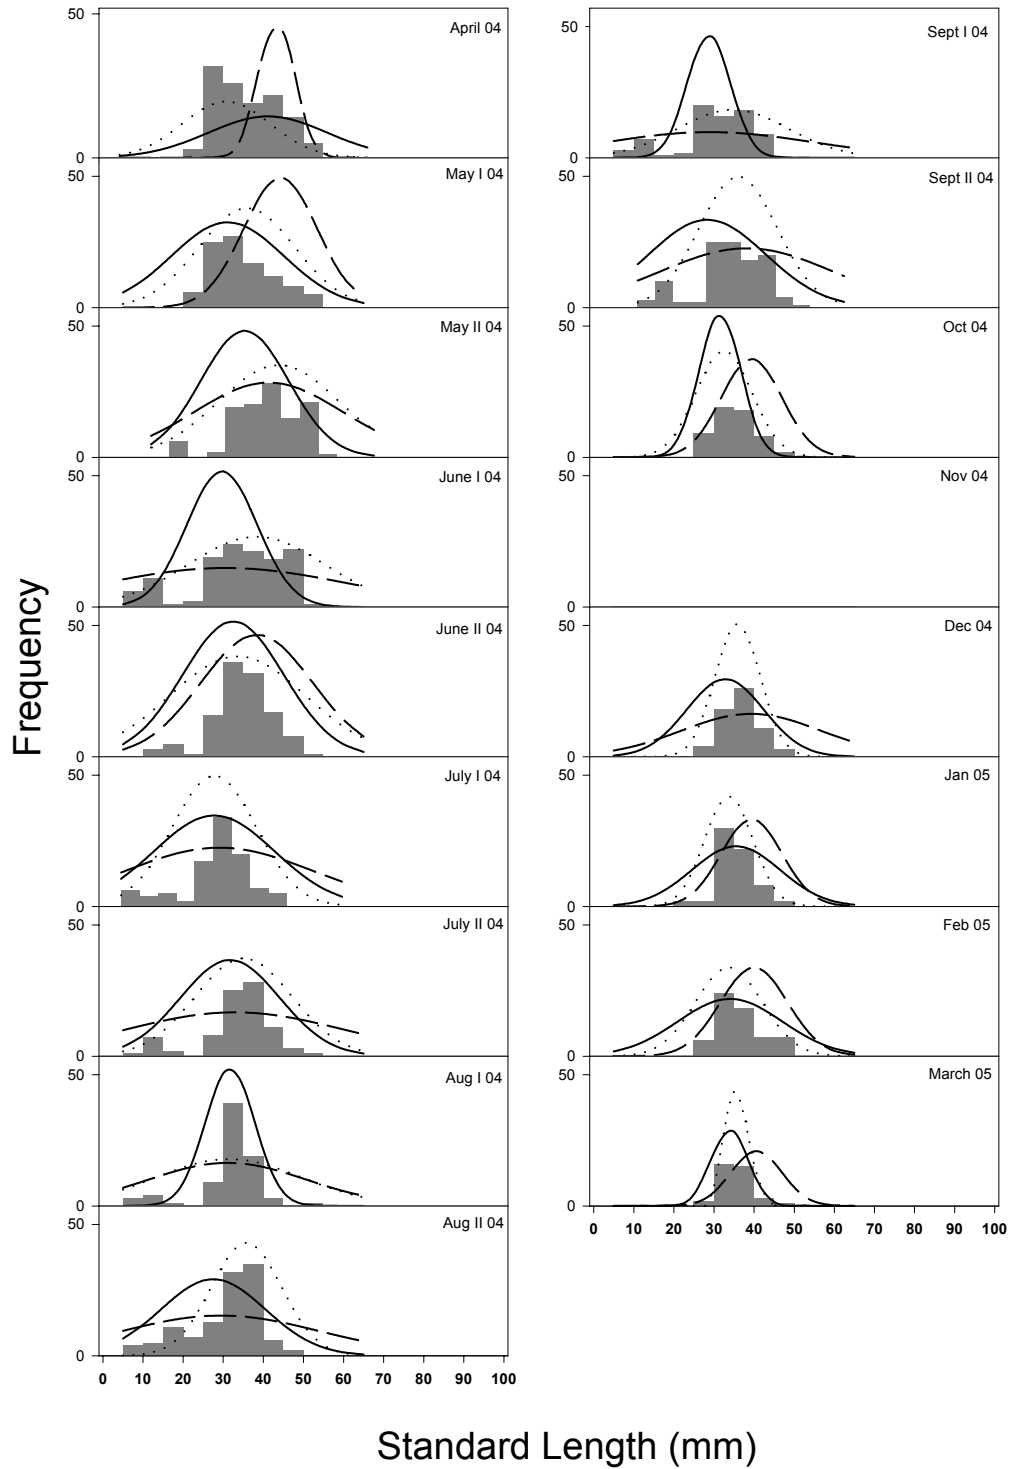 50
April 04
0
50
May I 04
0
50
May II 04
0
50
June I 04
0
50
June II 04
0
50
July I 04
0
50
July II 04
0
50
Aug I 04
0
50
Aug II 04
0
0 10 20 30 40 50 60 70 80 90 100
50
Sept I 04
0
50
Sept II 04
0
50
Oct 04
0
50
Nov 04
0
50
Dec 04
0
50
Jan 05
0
50
Feb 05
0
50
March 05
0
0 10 20 30 40 50 60 70 80 90 100
Frequency
Standard Length (mm)